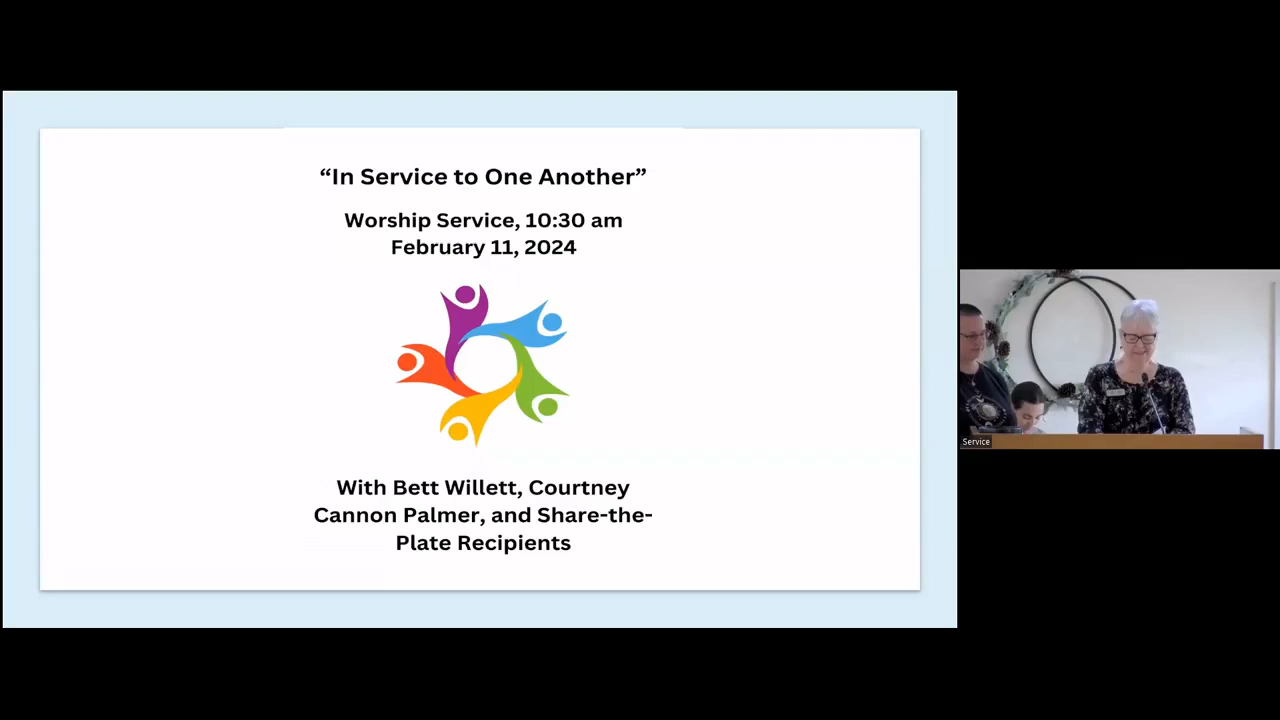 “In Service to One Another”
Worship Service, 10:30 am
February 11, 2024
With Bett Willett, Courtney
Cannon Palmer, and Share-the-
Plate Recipients
Service